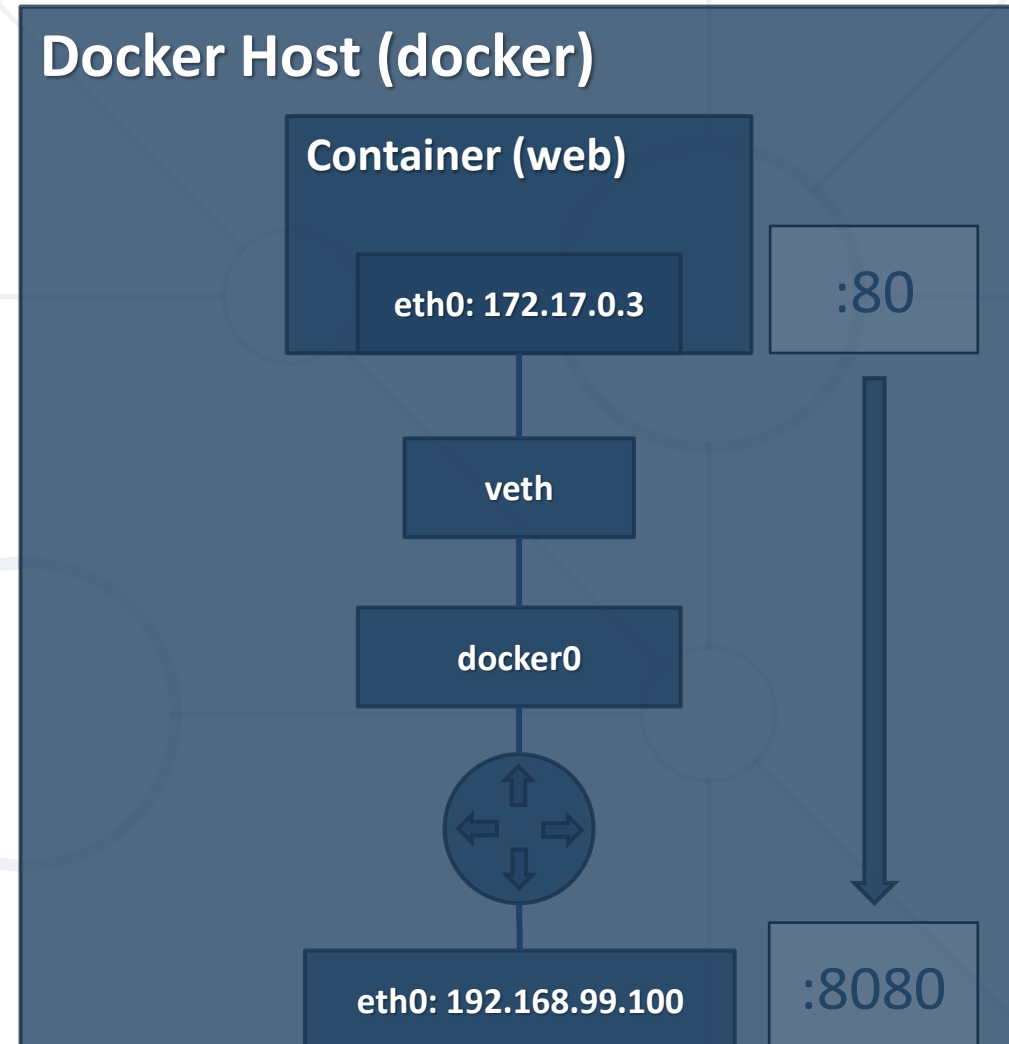 Docker Host (docker)
Container (web)
eth0: 172.17.0.3
:80
veth
docker0
eth0: 192.168.99.100
:8080